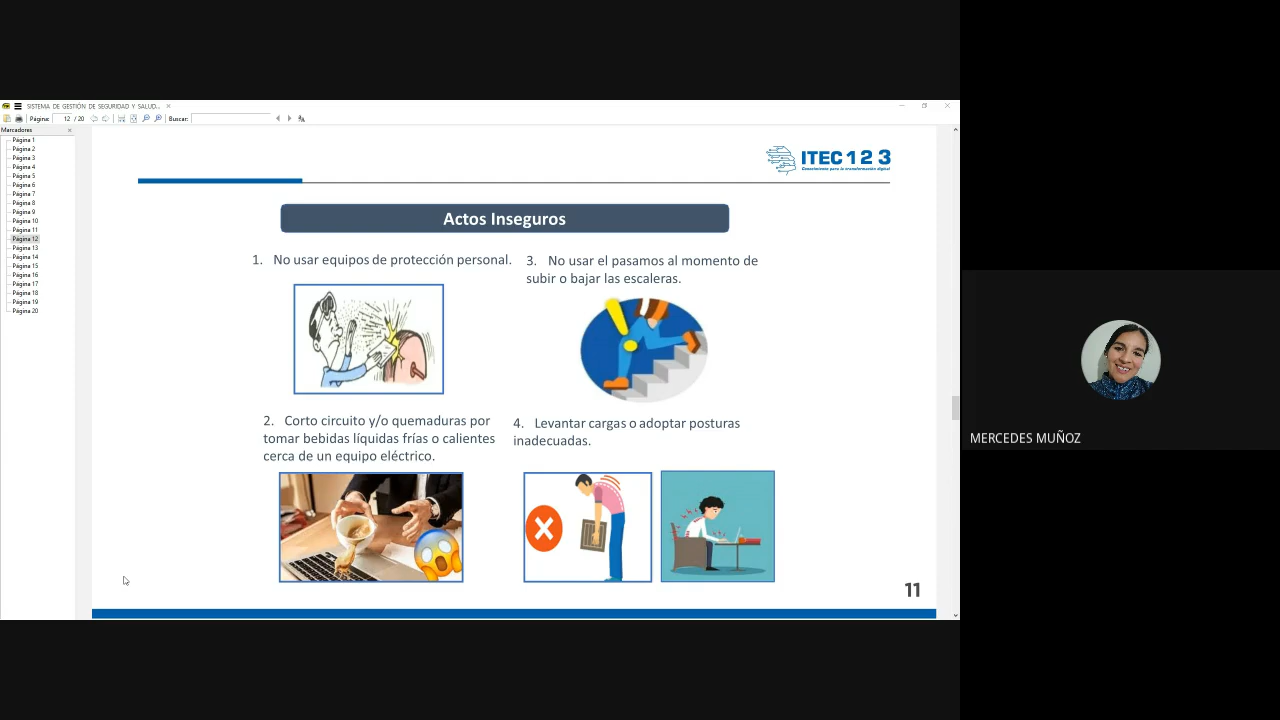 SISTEMA DE GESTIÓN DE SEGURIDAD Y SALUD...
Página: 12 / 20
Buscar:
Marcadores
Página 1
Página 2
Página 3
Página 4
Página 5
Página 6
Página 7
Página 8
Página 9
Página 10
Página 11
Página 12
Página 13
Página 14
Página 15
Página 16
Página 17
Página 18
Página 19
Página 20
ITEC 1 2 3
Conocimiento para la transformación digital
Actos Inseguros
1. No usar equipos de protección personal.
2. Corto circuito y/o quemaduras por
tomar bebidas líquidas frías o calientes
cerca de un equipo eléctrico.
3. No usar el pasamos al momento de
subir o bajar las escaleras.
4. Levantar cargas o adoptar posturas
inadecuadas.
11
MERCEDES MUÑOZ